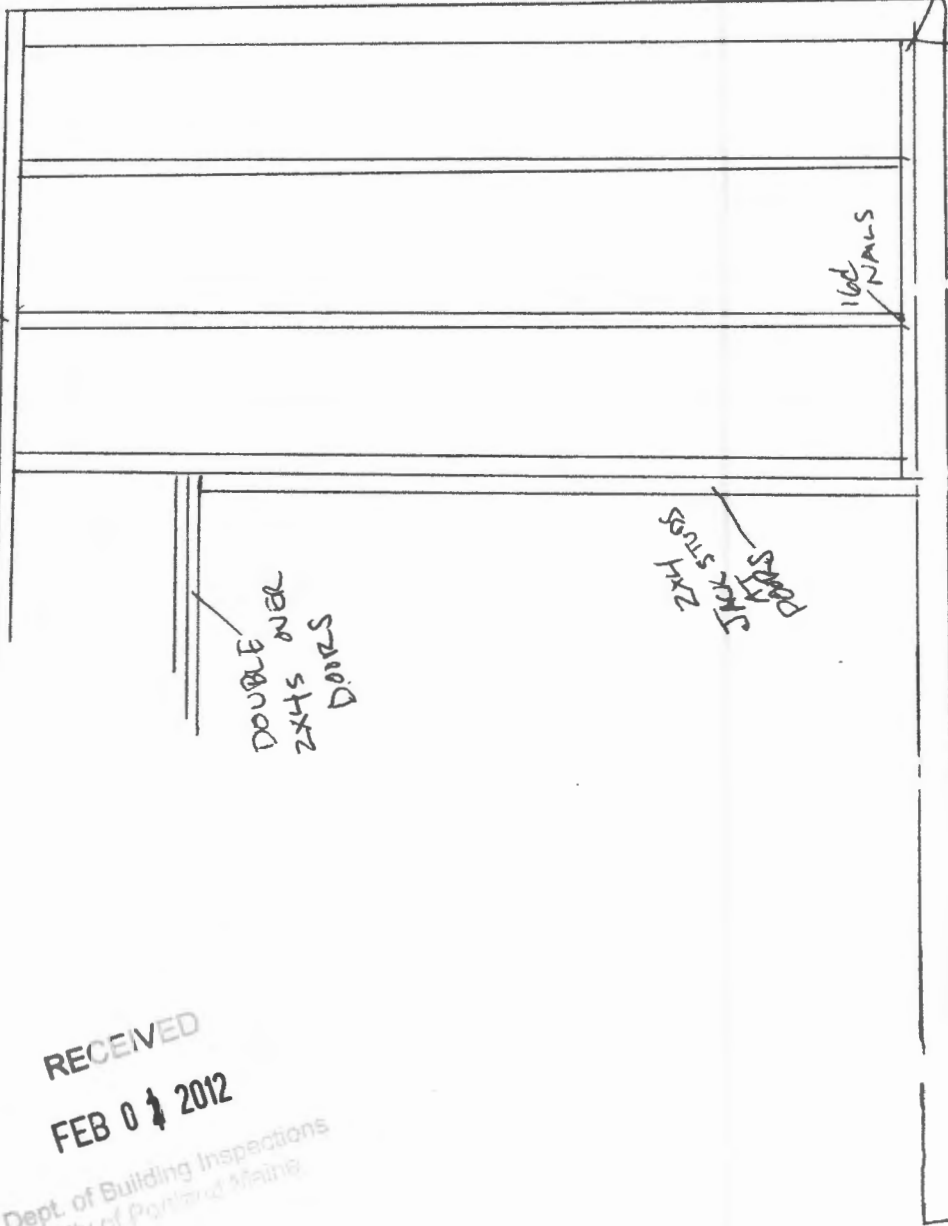 16d
NAILS
2X4
JACK STUDS
AT
DOORS
DOUBLE
2X4S OVER
DOORS
RECEIVED
FEB 0 2012
Dept. of Building Inspections
City of Portland Maine